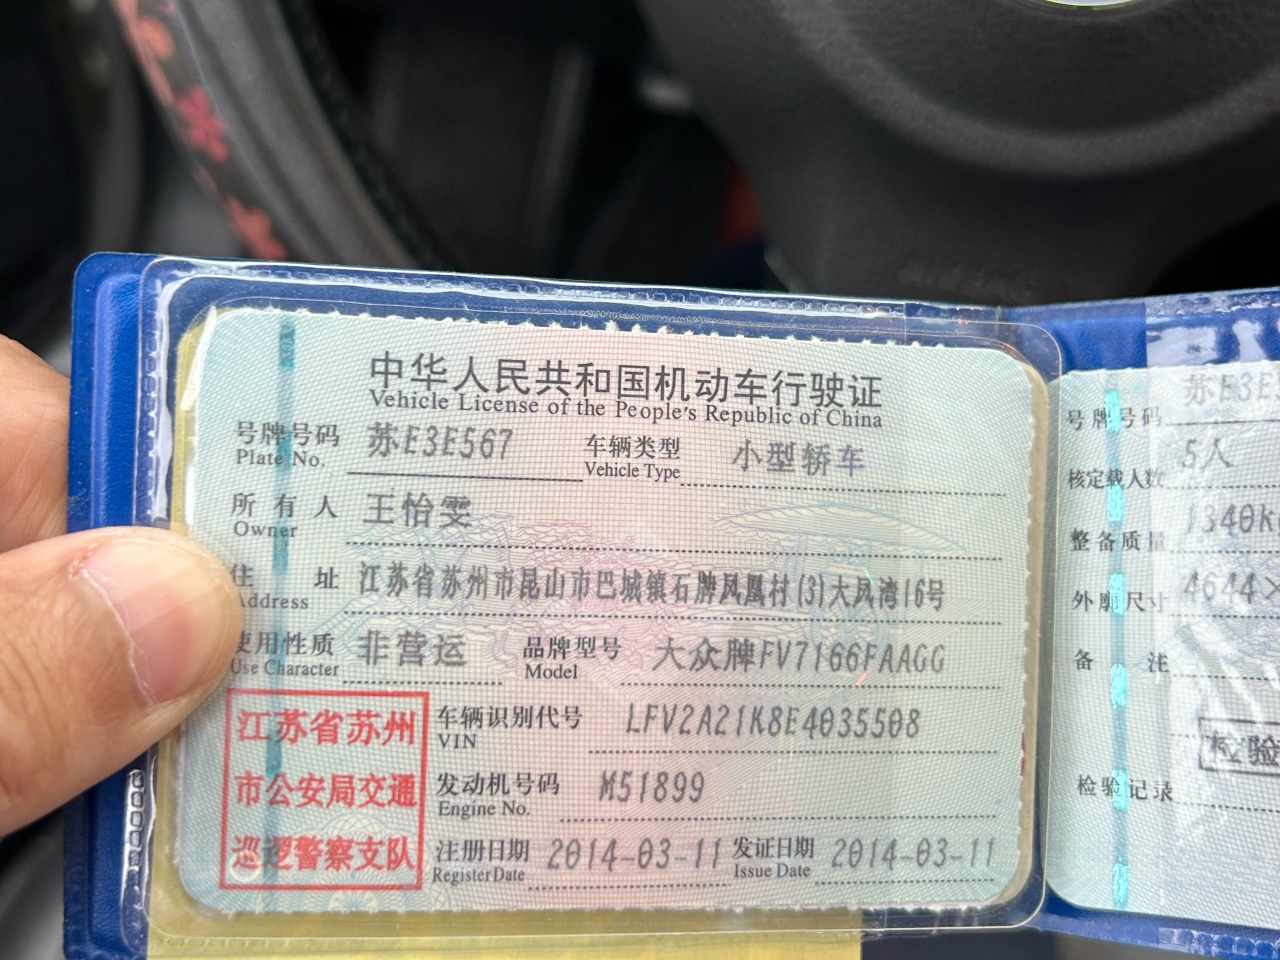 中华人民共和国机动车行驶证
Vehicle License of the People's Republic of China
号牌号码 苏E3E567 车辆类型 小型轿车
Plate No. Vehicle Type
所有人 王怡雯
Owner
住址 江苏省苏州市昆山市巴城镇石牌凤凰村(3)大凤湾16号
Address
使用性质 非营运 品牌型号 大众牌FV7166FAAGG
Use Character Model
江苏省苏州
市公安局交通
巡逻警察支队
车辆识别代号 LFV2A21K8E4035508
VIN
发动机号码 M51899
Engine No.
注册日期 2014-03-11 发证日期 2014-03-11
Register Date Issue Date
号牌号码 苏E3E
核定载人数 5人
整备质量 1340k
外廓尺寸 4644×
备注
检验
检验记录